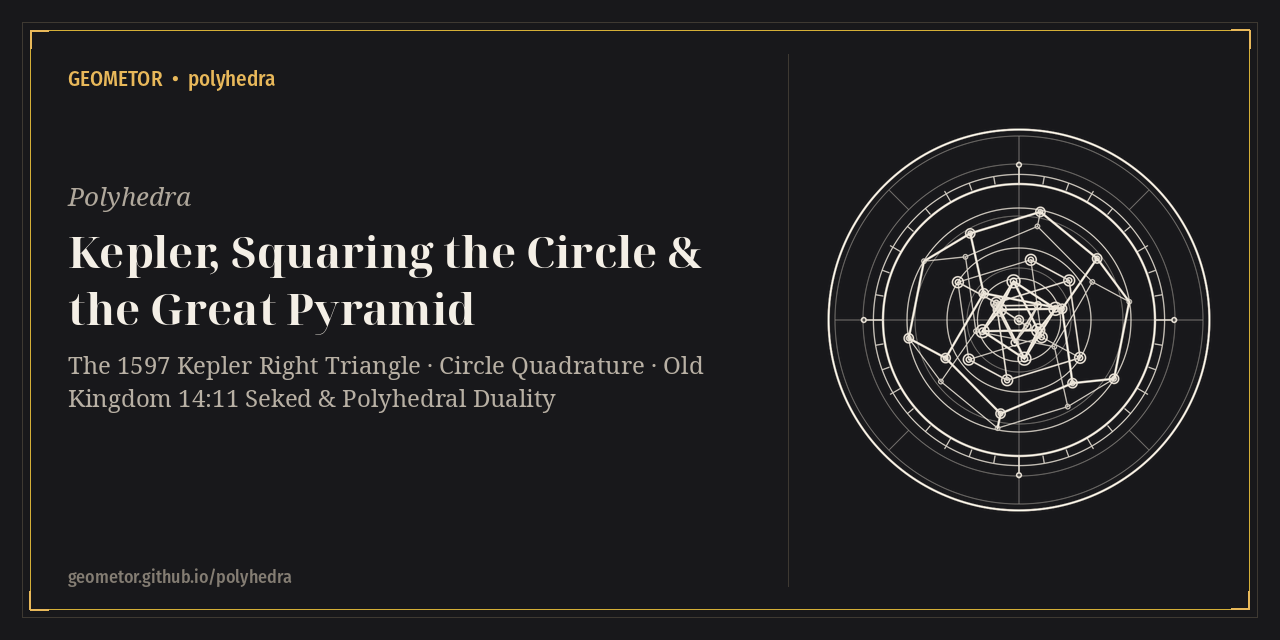 GEOMETOR • polyhedra
Polyhedra
Kepler, Squaring the Circle &
the Great Pyramid
The 1597 Kepler Right Triangle · Circle Quadrature · Old
Kingdom 14:11 Seked & Polyhedral Duality
geometor.github.io/polyhedra